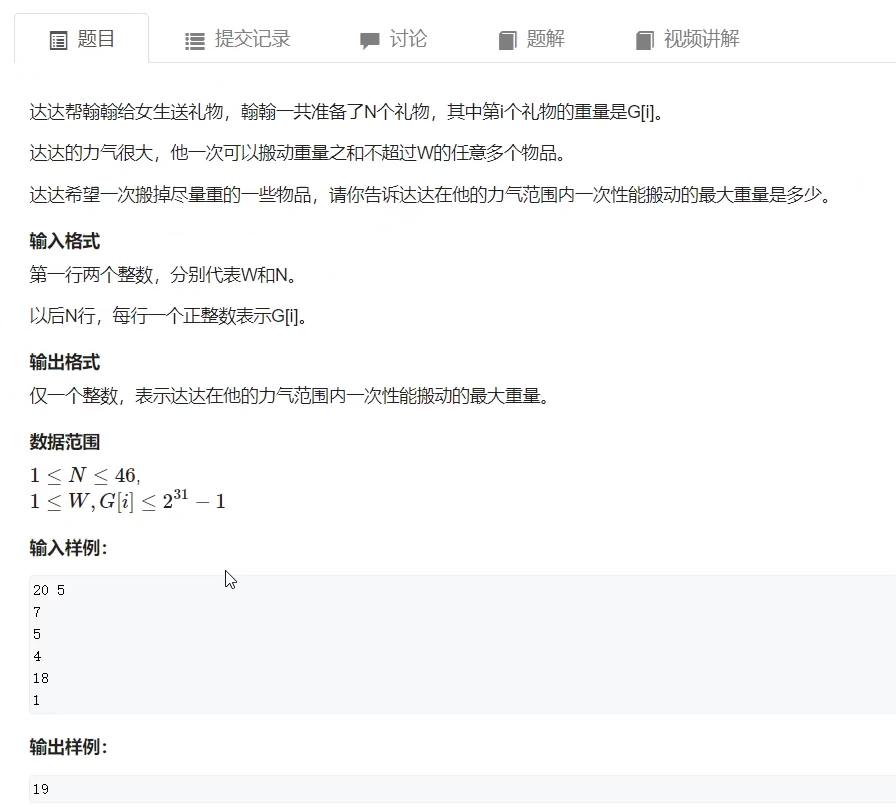 题目 提交记录 讨论 题解 视频讲解
达达帮翰翰给女生送礼物，翰翰一共准备了N个礼物，其中第i个礼物的重量是G[i]。
达达的力气很大，他一次可以搬动重量之和不超过W的任意多个物品。
达达希望一次搬掉尽量重的一些物品，请你告诉达达在他的力气范围内一次性能搬动的最大重量是多少。
输入格式
第一行两个整数，分别代表W和N。
以后N行，每行一个正整数表示G[i]。
输出格式
仅一个整数，表示达达在他的力气范围内一次性能搬动的最大重量。
数据范围
1 ≤ N ≤ 46,
1 ≤ W, G[i] ≤ 2^31 − 1
输入样例：
20 5
7
5
4
18
1
输出样例：
19